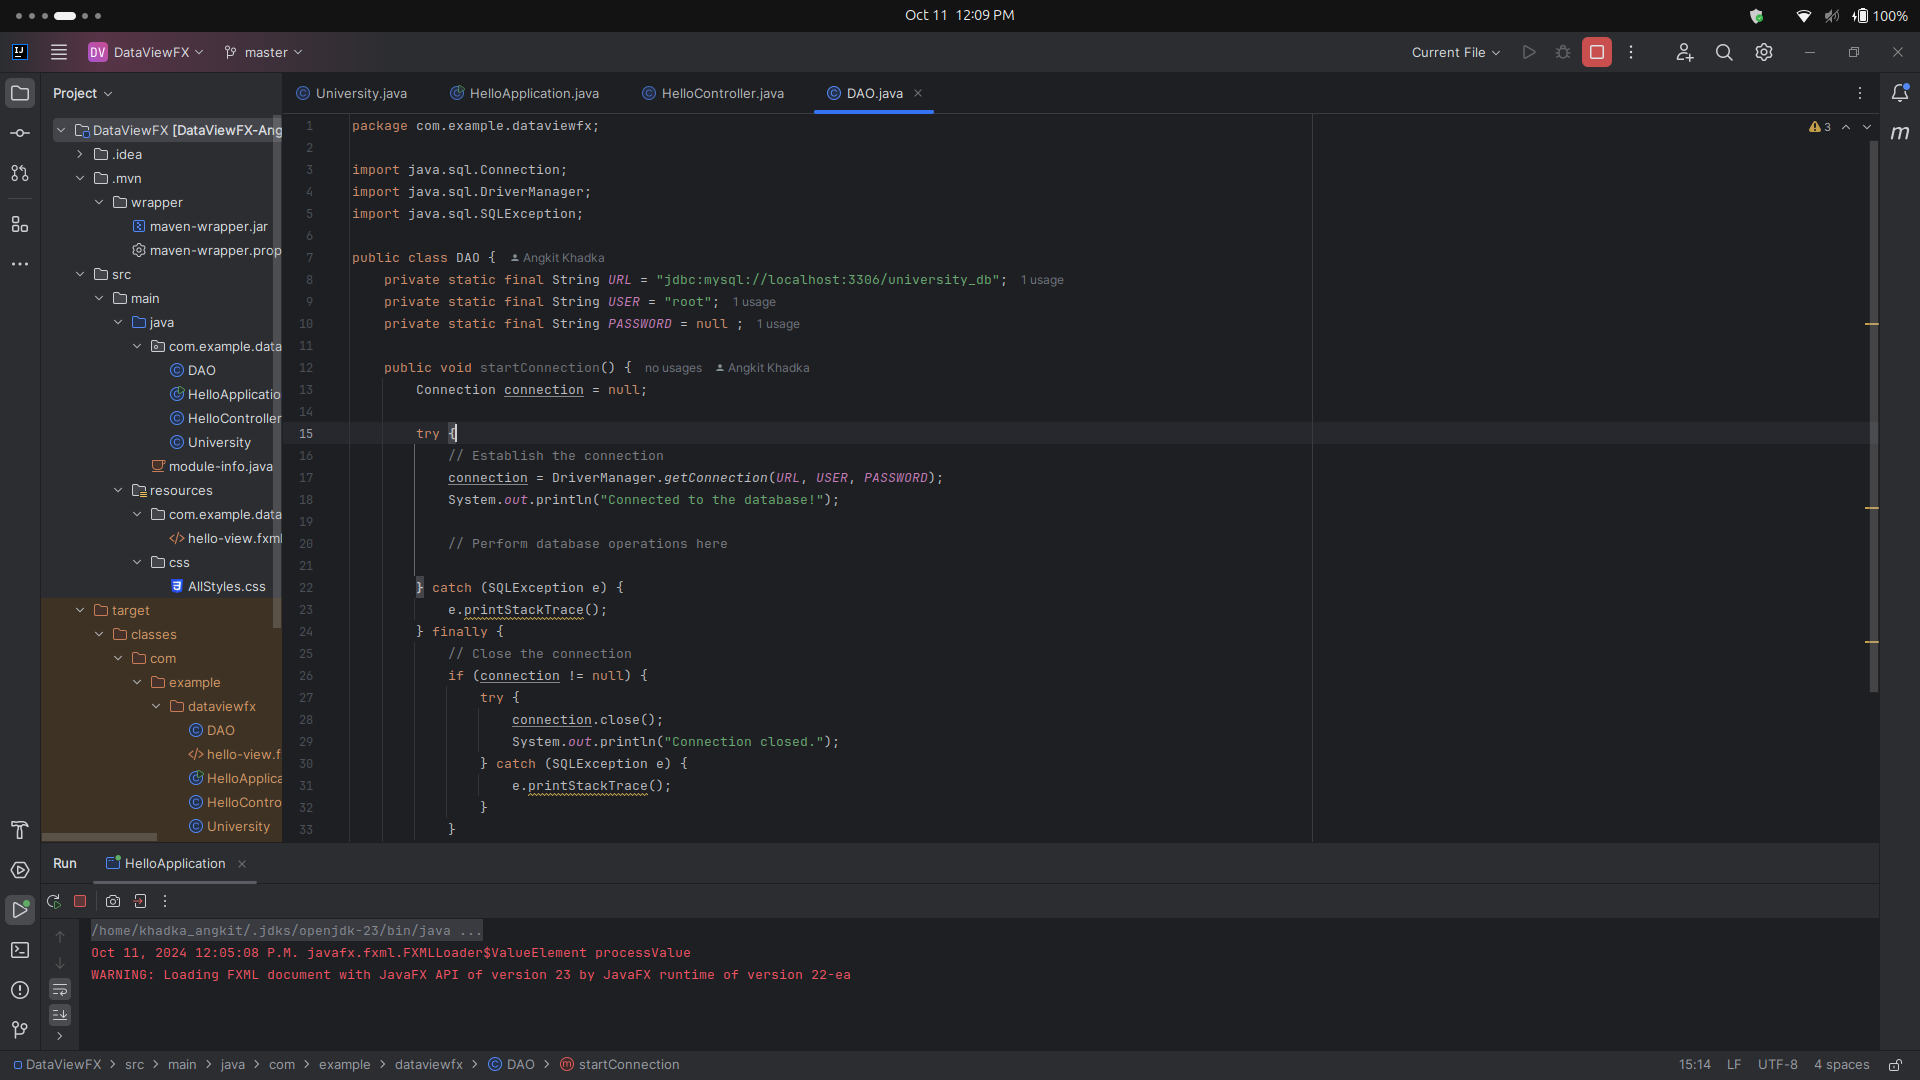 Oct 11 12:09 PM
100%
DV DataViewFX
master
Current File
Project
University.java
HelloApplication.java
HelloController.java
DAO.java
DataViewFX [DataViewFX-Ang
.idea
.mvn
wrapper
maven-wrapper.jar
maven-wrapper.prop
src
main
java
com.example.data
DAO
HelloApplicatio
HelloController
University
module-info.java
resources
com.example.data
hello-view.fxml
css
AllStyles.css
target
classes
com
example
dataviewfx
DAO
hello-view.f
HelloApplica
HelloContro
University
3
1 package com.example.dataviewfx;
2
3 import java.sql.Connection;
4 import java.sql.DriverManager;
5 import java.sql.SQLException;
6
7 public class DAO { Angkit Khadka
8 private static final String URL = "jdbc:mysql://localhost:3306/university_db"; 1 usage
9 private static final String USER = "root"; 1 usage
10 private static final String PASSWORD = null ; 1 usage
11
12 public void startConnection() { no usages Angkit Khadka
13 Connection connection = null;
14
15 try {
16 // Establish the connection
17 connection = DriverManager.getConnection(URL, USER, PASSWORD);
18 System.out.println("Connected to the database!");
19
20 // Perform database operations here
21
22 } catch (SQLException e) {
23 e.printStackTrace();
24 } finally {
25 // Close the connection
26 if (connection != null) {
27 try {
28 connection.close();
29 System.out.println("Connection closed.");
30 } catch (SQLException e) {
31 e.printStackTrace();
32 }
33 }
Run HelloApplication
/home/khadka_angkit/.jdks/openjdk-23/bin/java ...
Oct 11, 2024 12:05:08 P.M. javafx.fxml.FXMLLoader$ValueElement processValue
WARNING: Loading FXML document with JavaFX API of version 23 by JavaFX runtime of version 22-ea
DataViewFX > src > main > java > com > example > dataviewfx > DAO > startConnection
15:14 LF UTF-8 4 spaces